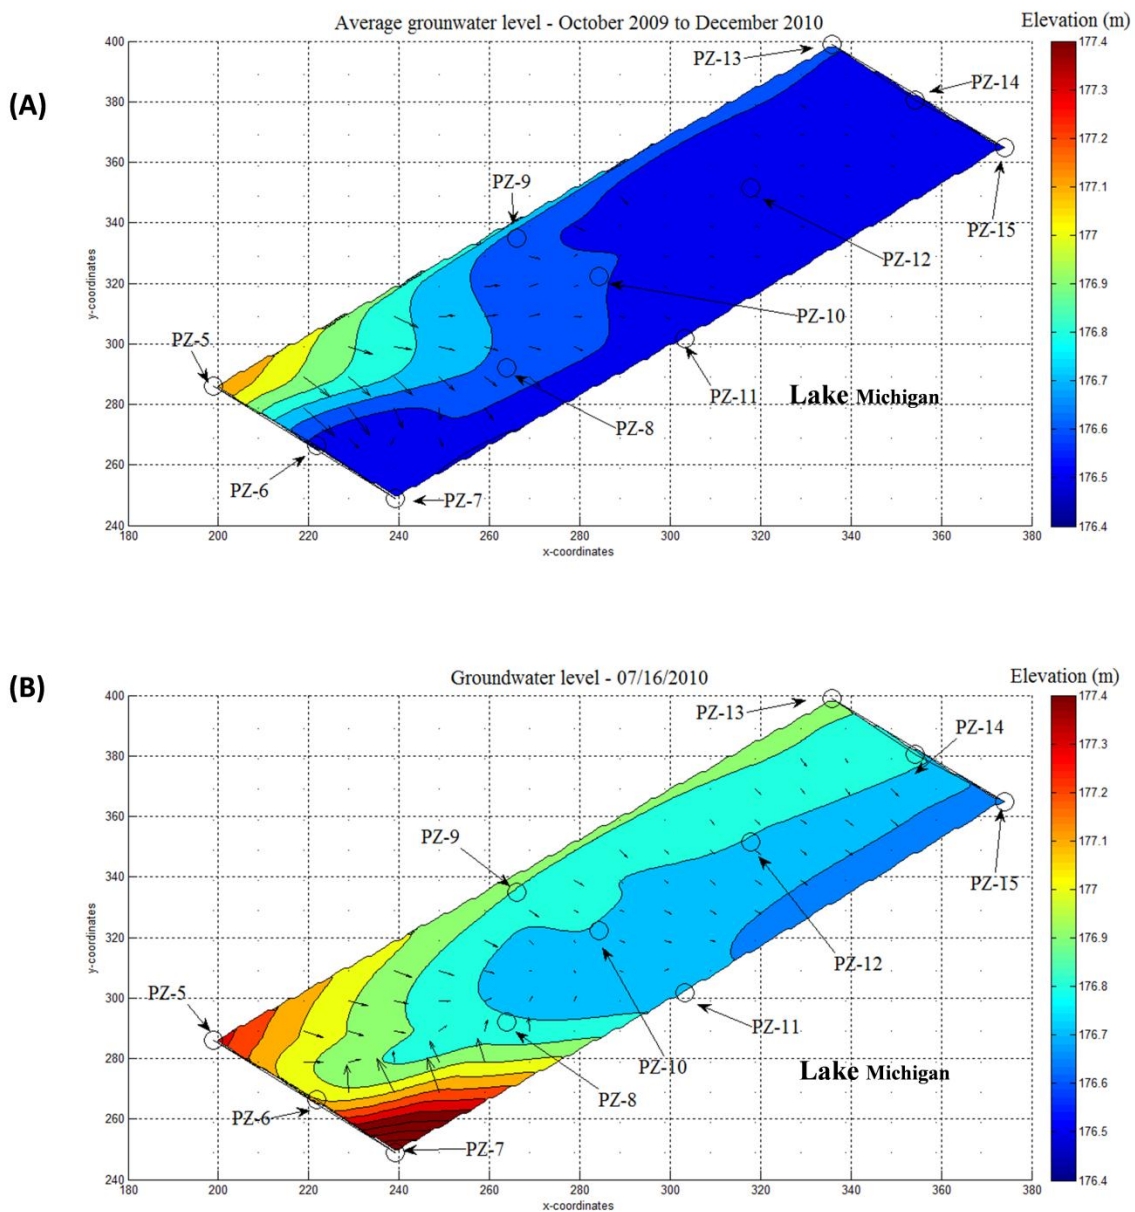 Average grounwater level - October 2009 to December 2010
Elevation (m)
(A)
400
380
360
340
320
300
280
260
240
y-coordinates
180 200 220 240 260 280 300 320 340 360 380
x-coordinates
PZ-13
PZ-14
PZ-9
PZ-15
PZ-12
PZ-10
PZ-5
PZ-11
Lake Michigan
PZ-8
PZ-6
PZ-7
177.4
177.3
177.2
177.1
177
176.9
176.8
176.7
176.6
176.5
176.4
(B)
Groundwater level - 07/16/2010
Elevation (m)
400
380
360
340
320
300
280
260
240
y-coordinates
180 200 220 240 260 280 300 320 340 360 380
x-coordinates
PZ-13
PZ-14
PZ-9
PZ-15
PZ-12
PZ-5
PZ-11
PZ-10
Lake Michigan
PZ-8
PZ-6
PZ-7
177.4
177.3
177.2
177.1
177
176.9
176.8
176.7
176.6
176.5
176.4